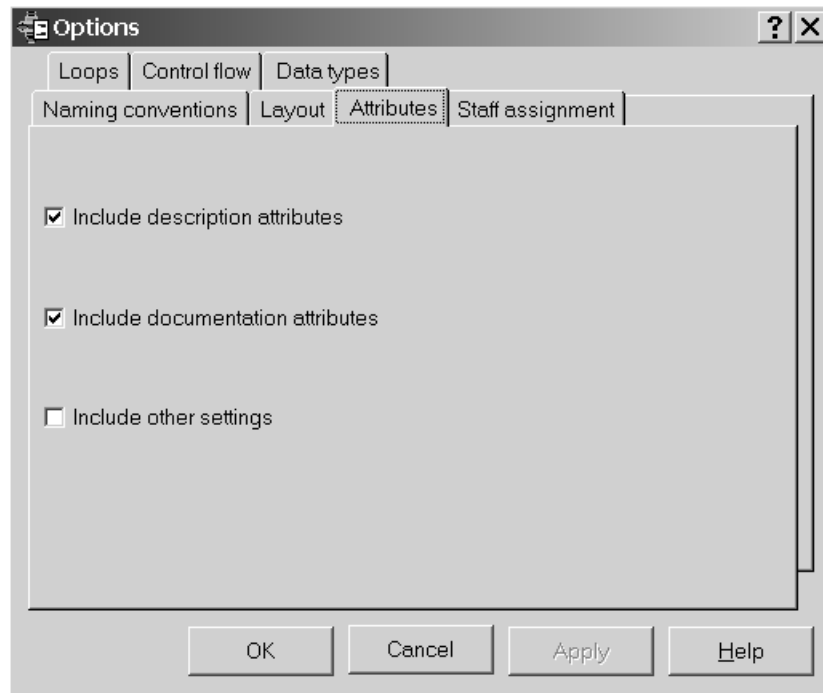 Options
Loops Control flow Data types
Naming conventions Layout Attributes Staff assignment
Include description attributes
Include documentation attributes
Include other settings
OK Cancel Apply Help